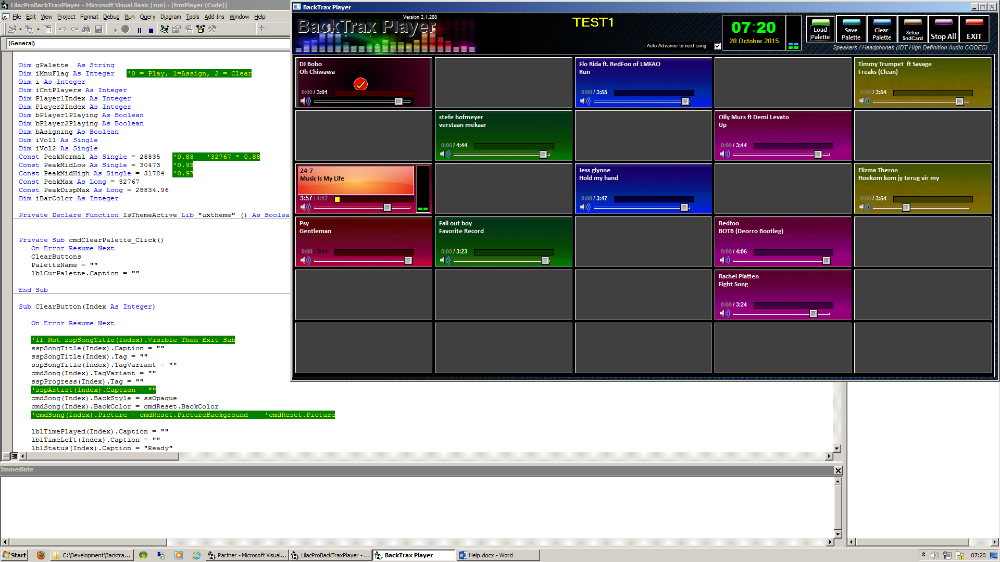 LilacProBackTraxPlayer - Microsoft Visual Basic [run] - [frmPlayer (Code)]
File Edit View Project Format Debug Run Query Diagram Tools Add-Ins Window Help
(General)
Dim gPalette  As String
Dim iMnuFlag As Integer   '0 = Play, 1=Assign, 2 = Clear
Dim i As Integer
Dim iCntPlayers As Integer
Dim Player1Index As Integer
Dim Player2Index As Integer
Dim bPlayer1Playing As Boolean
Dim bPlayer2Playing As Boolean
Dim bAsigning As Boolean
Dim iVol1 As Single
Dim iVol2 As Single
Const PeakNormal As Single = 28835   '0.88   '32767 * 0.88
Const PeakMidLow As Single = 30473   '0.93
Const PeakMidHigh As Single = 31784  '0.97
Const PeakMax As Long = 32767
Const PeakDispMax As Long = 28834.96
Dim iBarColor As Integer
Private Declare Function IsThemeActive Lib "uxtheme" () As Boolea
Private Sub cmdClearPalette_Click()
On Error Resume Next
ClearButtons
PaletteName = ""
lblCurPalette.Caption = ""
End Sub
Sub ClearButton(Index As Integer)
On Error Resume Next
'If Not sspSongTitle(Index).Visible Then Exit Sub
sspSongTitle(Index).Caption = ""
sspSongTitle(Index).Tag = ""
sspSongTitle(Index).TagVariant = ""
cmdSong(Index).TagVariant = ""
sspProgress(Index).Tag = ""
'sspArtist(Index).Caption = ""
cmdSong(Index).BackStyle = ssOpaque
cmdSong(Index).BackColor = cmdReset.BackColor
'cmdSong(Index).Picture = cmdReset.PictureBackground    'cmdReset.Picture
lblTimePlayed(Index).Caption = ""
lblTimeLeft(Index).Caption = ""
lblStatus(Index).Caption = "Ready"
Immediate
BackTrax Player
Version 2.1.288
BackTrax Player
TEST1
Auto Advance to next song
07:20
20 October 2015
Load Palette
Save Palette
Clear Palette
Setup SndCard
Stop All
EXIT
Speakers / Headphones (IDT High Definition Audio CODEC)
DJ Bobo
Oh Chiwawa
0:00 / 3:01
Flo Rida ft. RedFoo of LMFAO
Run
0:00 / 3:55
Timmy Trumpet  ft Savage
Freaks (Clean)
0:00 / 3:54
stefe hofmeyer
verstaan mekaar
0:00 / 4:44
Olly Murs ft Demi Levato
Up
0:00 / 3:44
24-7
Music Is My Life
3:57 / 4:12
Jess glynne
Hold my hand
0:00 / 3:47
Elizma Theron
Hoekom kom jy terug vir my
0:00 / 3:54
Psy
Gentleman
0:00 / 3:14
Fall out boy
Favorite Record
0:00 / 3:23
Redfoo
BOTB (Deorro Bootleg)
0:00 / 4:06
Rachel Platten
Fight Song
0:00 / 3:24
Start
C:\Development\Backtra...
Partner - Microsoft Visual...
LilacProBackTraxPlayer - ...
BackTrax Player
Help.docx - Word
07:20